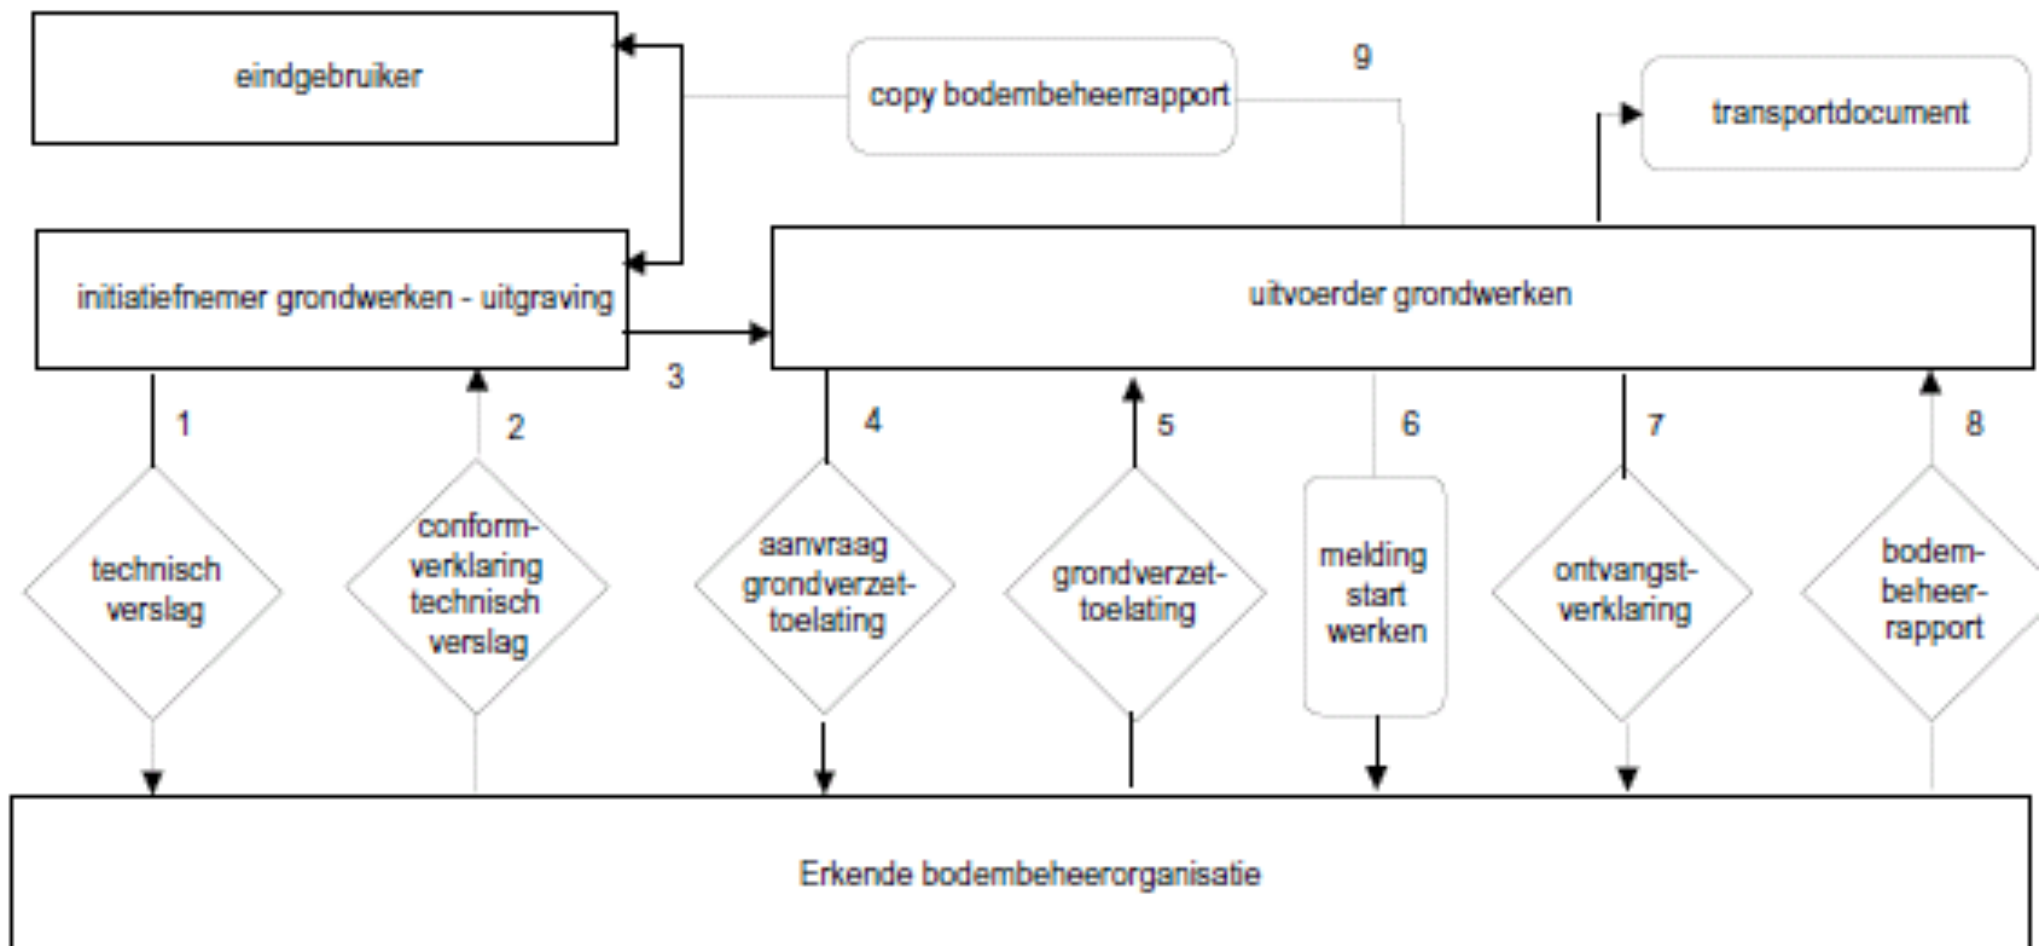 eindgebruiker
copy bodembeheerrapport
9
transportdocument
initiatiefnemer grondwerken - uitgraving
uitvoerder grondwerken
3
1
2
4
5
6
7
8
technisch
verslag
conform-
verklaring
technisch
verslag
aanvraag
grondverzet-
toelating
grondverzet-
toelating
melding
start
werken
ontvangst-
verklaring
bodem-
beheer-
rapport
Erkende bodembeheerorganisatie